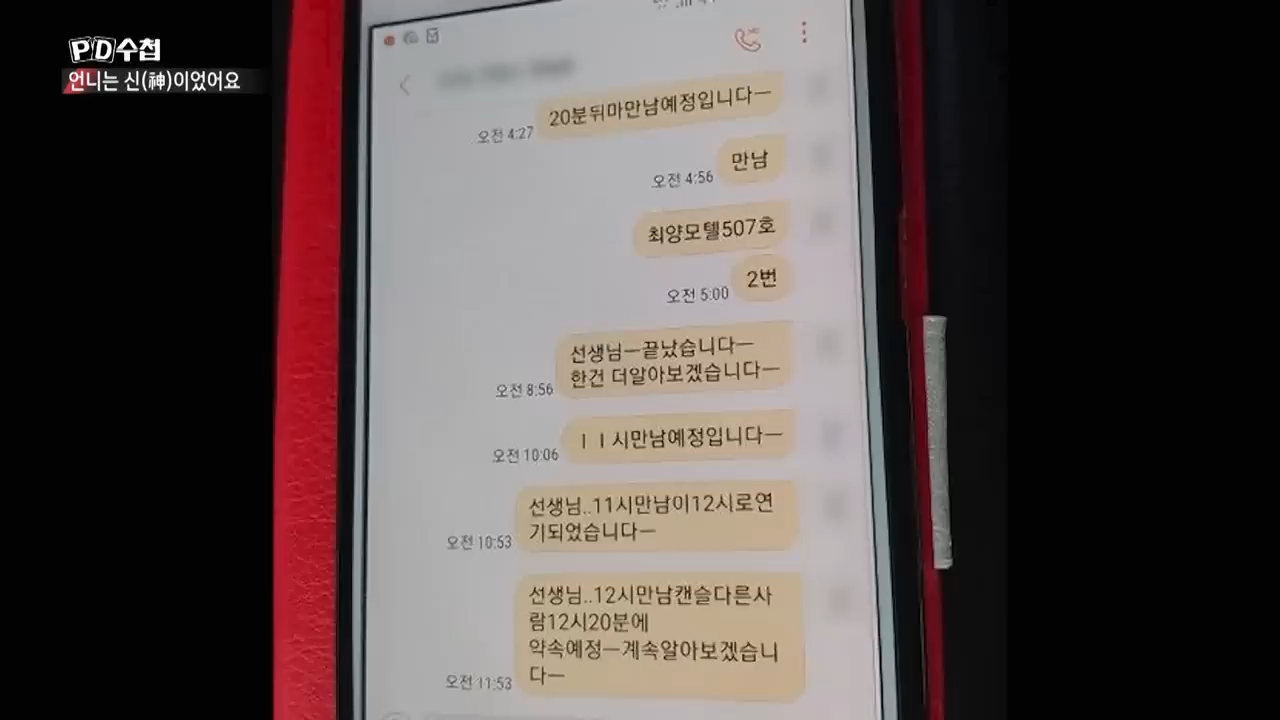 PD수첩
언니는 신(神)이었어요
20분뒤마만남예정입니다ㅡ
오전 4:27
만남
오전 4:56
최양모텔507호
2번
오전 5:00
선생님ㅡ끝났습니다ㅡ
한건 더알아보겠습니다ㅡ
오전 8:56
ㅣㅣ시만남예정입니다ㅡ
오전 10:06
선생님..11시만남이12시로연
기되었습니다ㅡ
오전 10:53
선생님..12시만남캔슬다른사
람12시20분에
약속예정ㅡ계속알아보겠습니
다ㅡ
오전 11:53